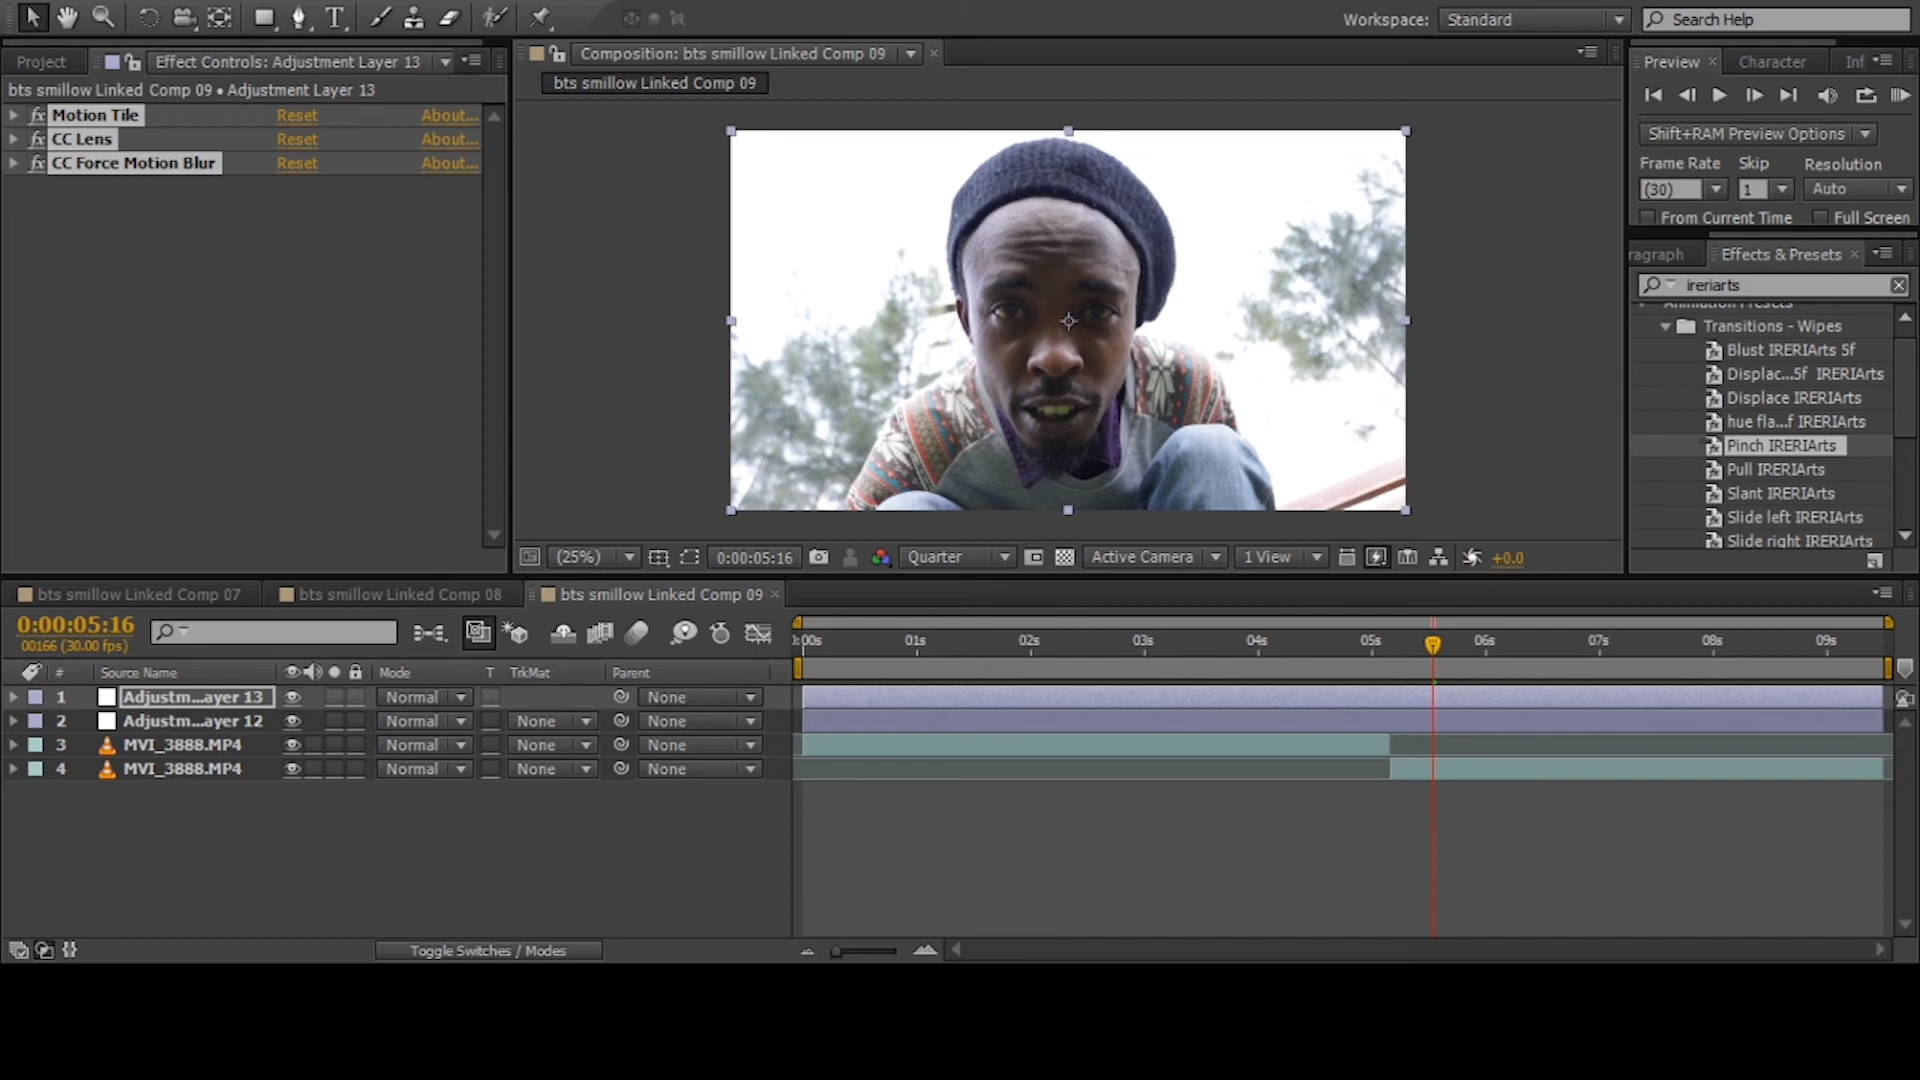 Workspace: Standard Search Help
Project Effect Controls: Adjustment Layer 13
bts smillow Linked Comp 09 • Adjustment Layer 13
fx Motion Tile Reset About...
fx CC Lens Reset About...
fx CC Force Motion Blur Reset About...
Composition: bts smillow Linked Comp 09
bts smillow Linked Comp 09
(25%) 0:00:05:16 Quarter Active Camera 1 View +0.0
Preview Character Inf
Shift+RAM Preview Options
Frame Rate Skip Resolution
(30) 1 Auto
From Current Time Full Screen
ragraph Effects & Presets
ireriarts
Animation Presets
Transitions - Wipes
Blust IRERIArts 5f
Displac...5f IRERIArts
Displace IRERIArts
hue fla...f IRERIArts
Pinch IRERIArts
Pull IRERIArts
Slant IRERIArts
Slide left IRERIArts
Slide right IRERIArts
bts smillow Linked Comp 07 bts smillow Linked Comp 08 bts smillow Linked Comp 09
0:00:05:16
00166 (30.00 fps)
):00s 01s 02s 03s 04s 05s 06s 07s 08s 09s
# Source Name Mode T TrkMat Parent
1 Adjustm...ayer 13 Normal None
2 Adjustm...ayer 12 Normal None None
3 MVI_3888.MP4 Normal None None
4 MVI_3888.MP4 Normal None None
Toggle Switches / Modes